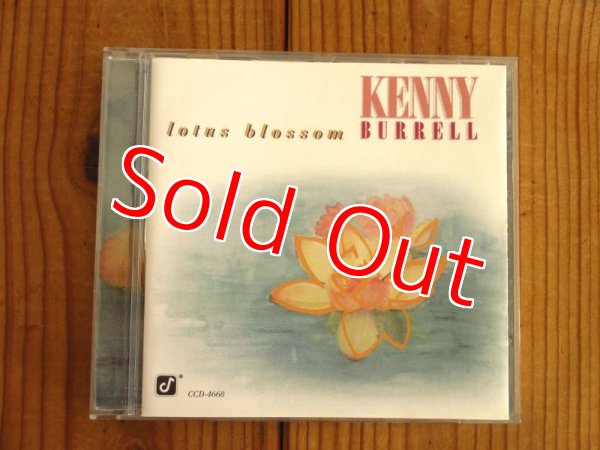 KENNY
lotus blossom BURRELL
Sold Out
CCD-4668